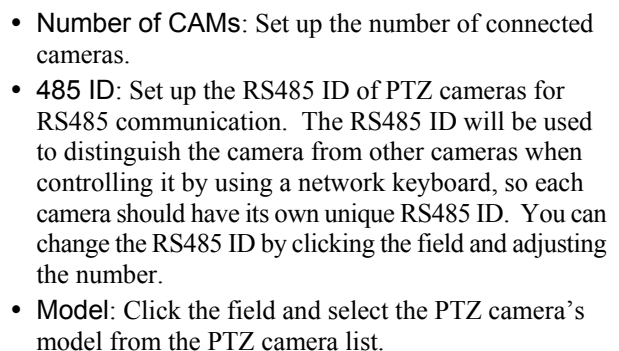 • Number of CAMs: Set up the number of connected
cameras.
• 485 ID: Set up the RS485 ID of PTZ cameras for
RS485 communication.  The RS485 ID will be used
to distinguish the camera from other cameras when
controlling it by using a network keyboard, so each
camera should have its own unique RS485 ID.  You can
change the RS485 ID by clicking the field and adjusting
the number.
• Model: Click the field and select the PTZ camera’s
model from the PTZ camera list.